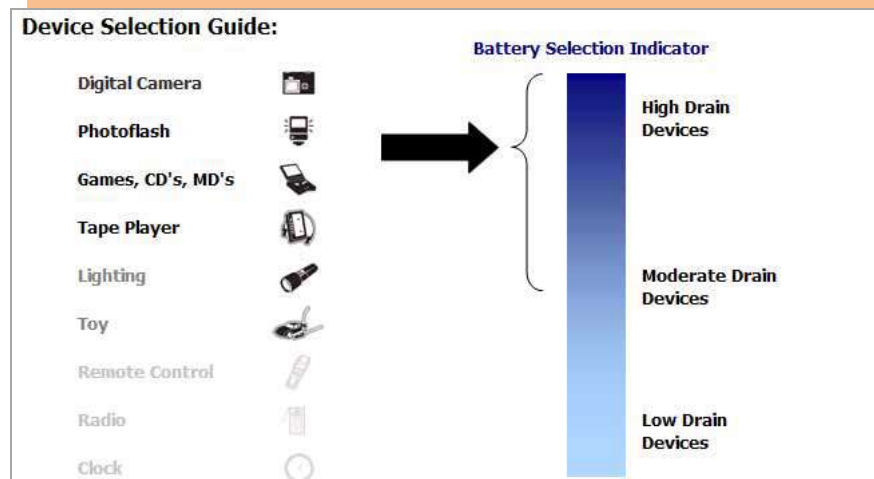 Device Selection Guide:
Battery Selection Indicator
Digital Camera
Photoflash
Games, CD's, MD's
Tape Player
Lighting
Toy
Remote Control
Radio
Clock
High Drain
Devices
Moderate Drain
Devices
Low Drain
Devices